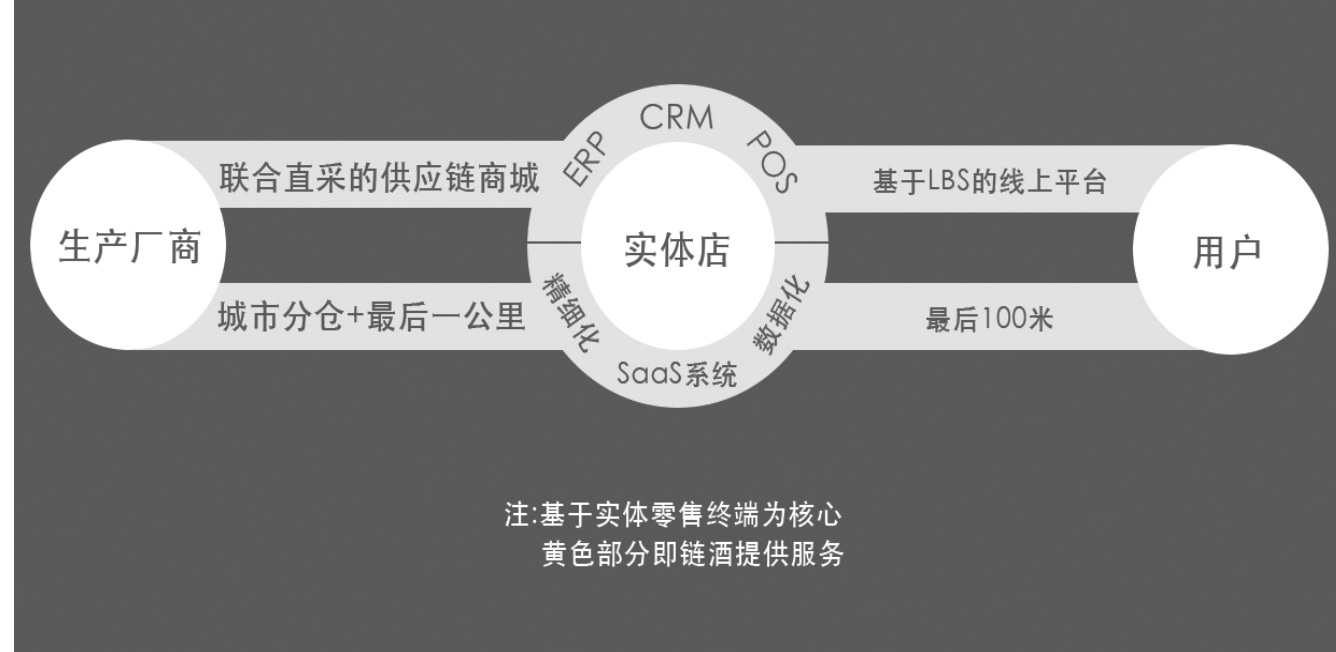 CRM
ERP
POS
联合直采的供应链商城
基于LBS的线上平台
生产厂商
实体店
用户
城市分仓+最后一公里
精细化
数据化
最后100米
SaaS系统
注:基于实体零售终端为核心
黄色部分即链酒提供服务